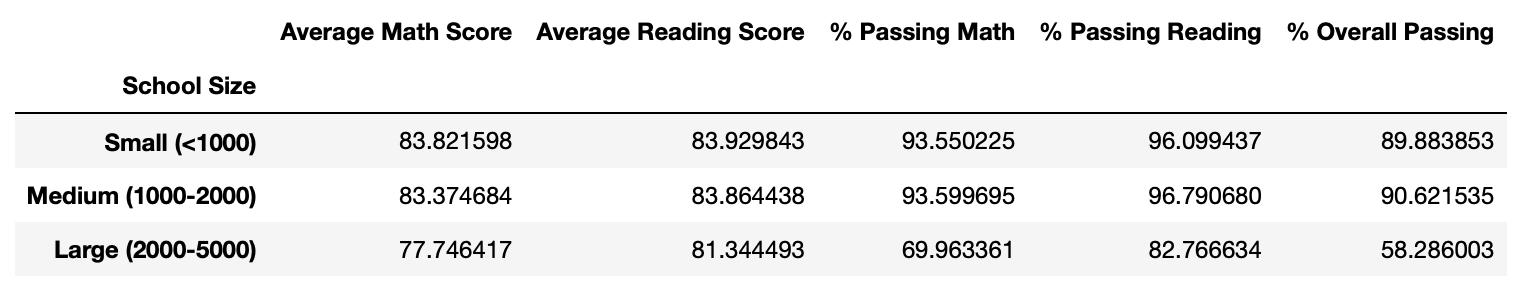 Average Math Score Average Reading Score % Passing Math % Passing Reading % Overall Passing
School Size
Small (<1000) 83.821598 83.929843 93.550225 96.099437 89.883853
Medium (1000-2000) 83.374684 83.864438 93.599695 96.790680 90.621535
Large (2000-5000) 77.746417 81.344493 69.963361 82.766634 58.286003